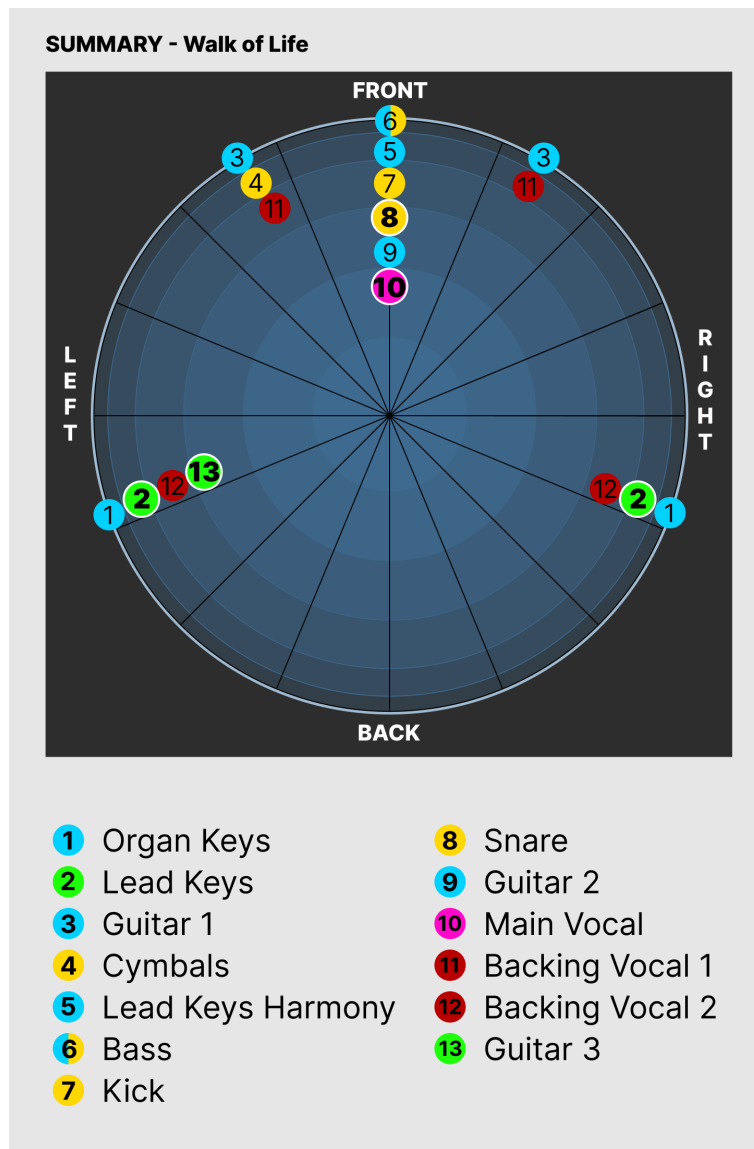 SUMMARY - Walk of Life
FRONT
6
3
5
3
4
7
11
11
8
9
10
LEFT
RIGHT
13
12
2
1
12
2
1
BACK
1 Organ Keys
2 Lead Keys
3 Guitar 1
4 Cymbals
5 Lead Keys Harmony
6 Bass
7 Kick
8 Snare
9 Guitar 2
10 Main Vocal
11 Backing Vocal 1
12 Backing Vocal 2
13 Guitar 3